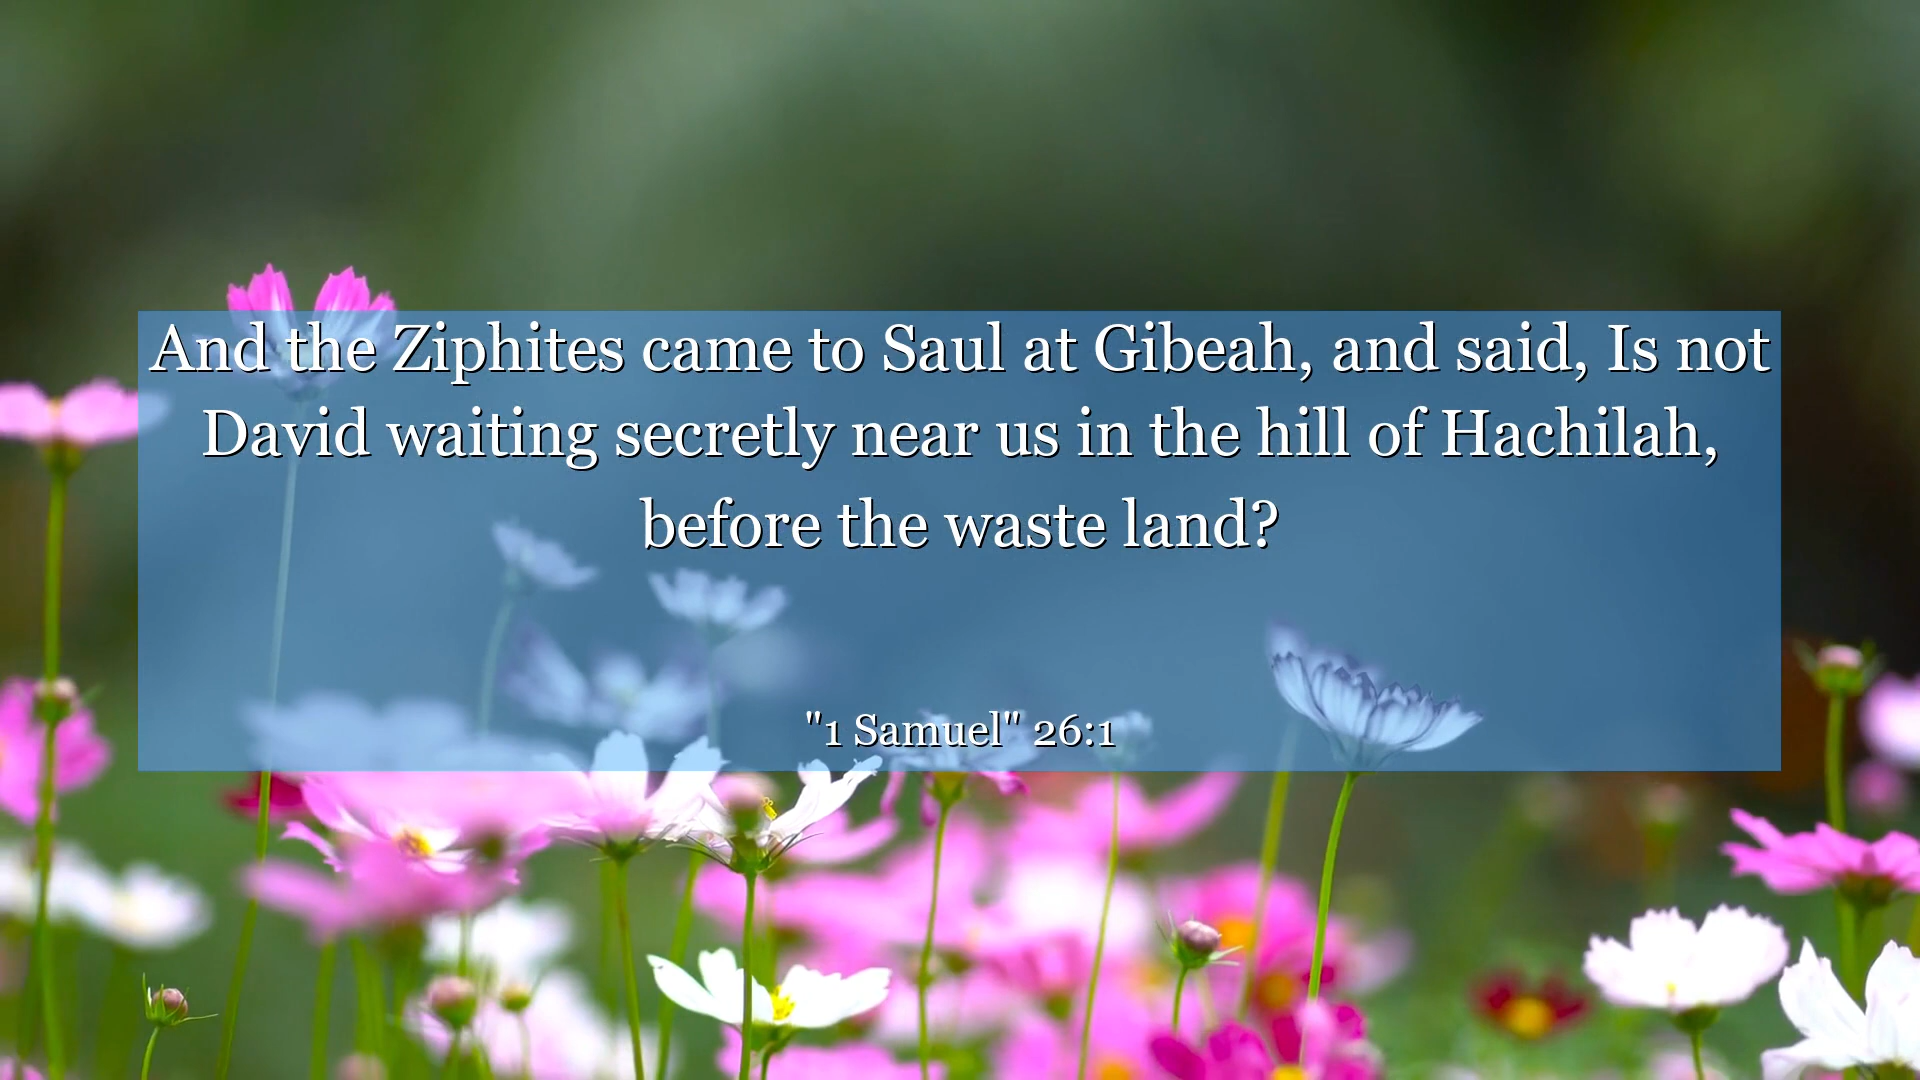 And the Ziphites came to Saul at Gibeah, and said, Is not
David waiting secretly near us in the hill of Hachilah,
before the waste land?
"1 Samuel" 26:1